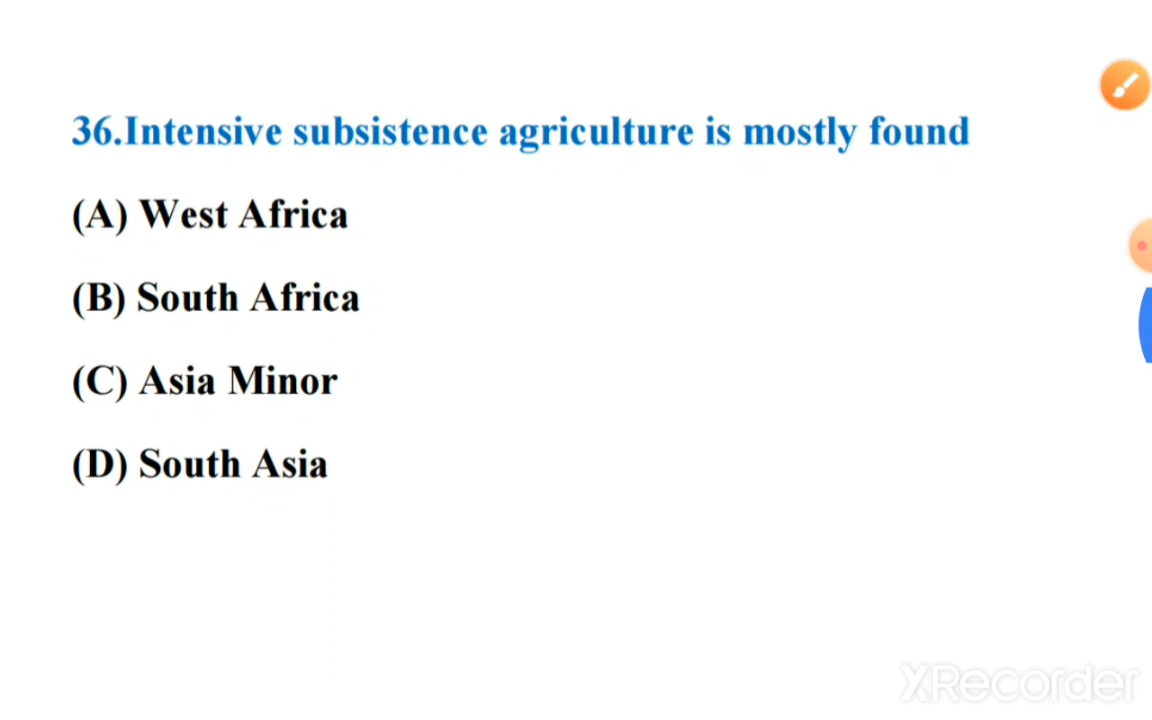 36.Intensive subsistence agriculture is mostly found
(A) West Africa
(B) South Africa
(C) Asia Minor
(D) South Asia
XRecorder